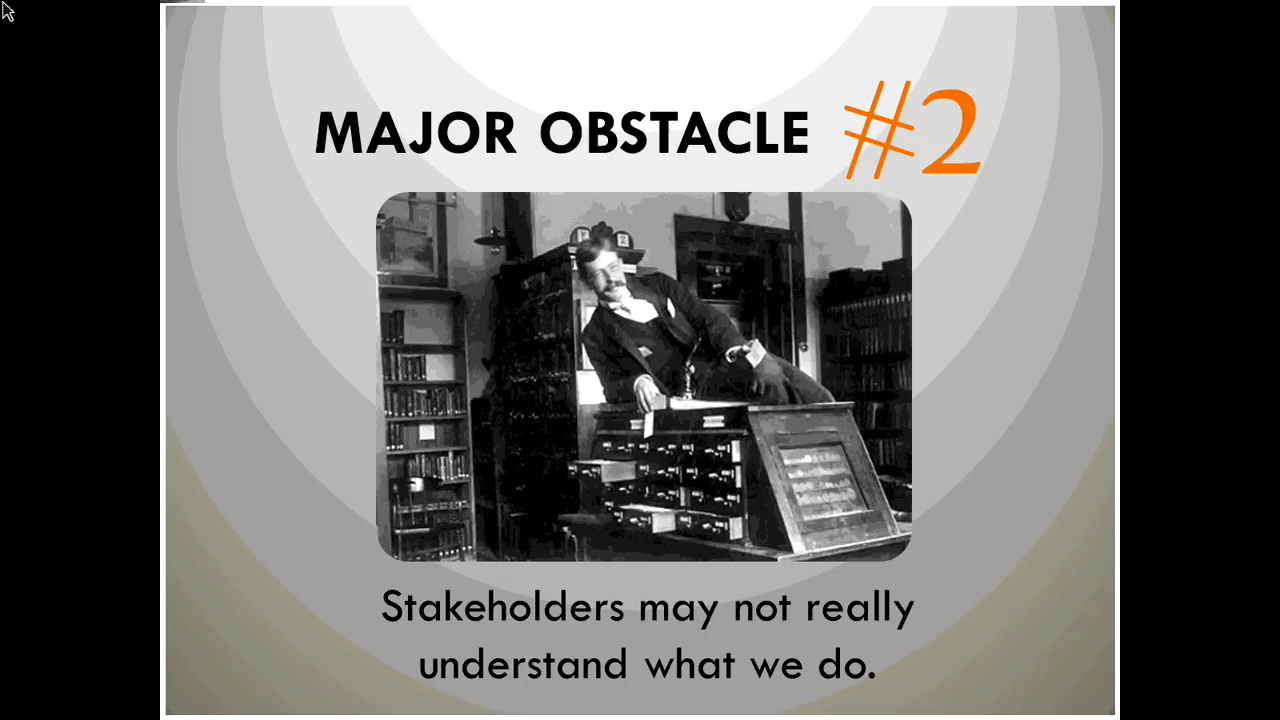 MAJOR OBSTACLE #2
Stakeholders may not really
understand what we do.